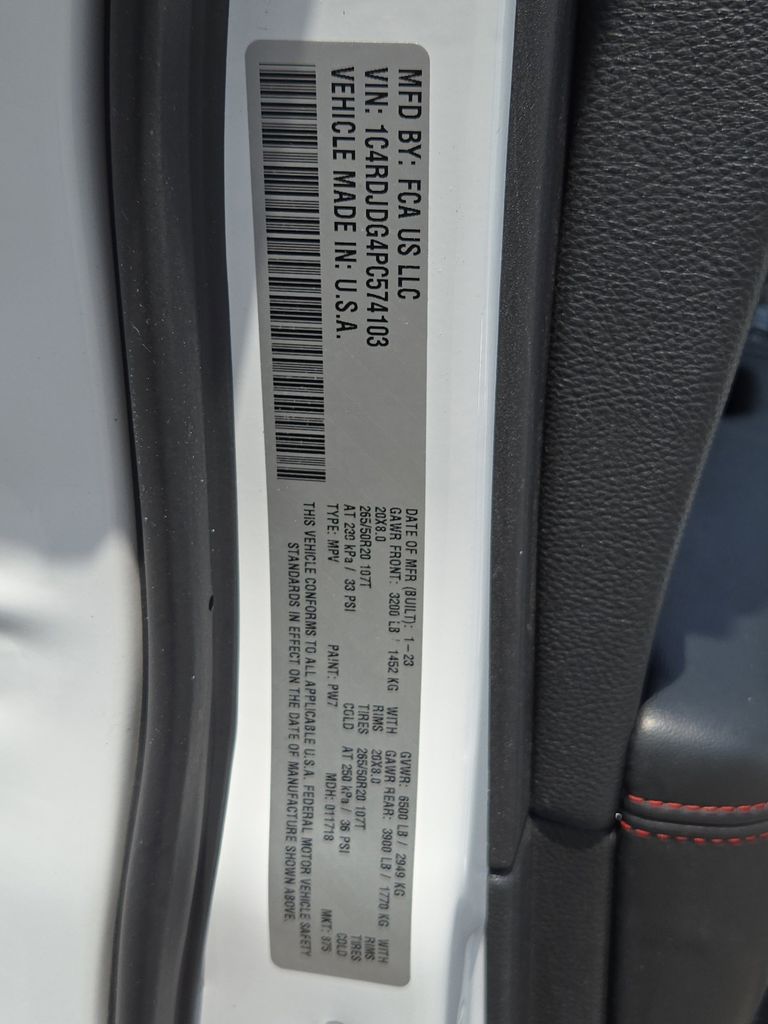 MFD BY: FCA US LLC
VIN: 1C4RDJDG4PC574103
VEHICLE MADE IN: U.S.A.
DATE OF MFR (BUILT): 1-23 GVWR: 6500 LB / 2949 KG
GAWR FRONT: 3200 LB / 1452 KG WITH GAWR REAR: 3900 LB / 1770 KG WITH
20X8.0 RIMS 20X8.0 RIMS
265/50R20 107T TIRES 265/50R20 107T TIRES
AT 230 kPa / 33 PSI COLD AT 250 kPa / 36 PSI COLD
TYPE: MPV PAINT: PW7 MDH: 011718 MKT:
THIS VEHICLE CONFORMS TO ALL APPLICABLE U.S.A. FEDERAL MOTOR VEHICLE SAFETY
STANDARDS IN EFFECT ON THE DATE OF MANUFACTURE SHOWN ABOVE.